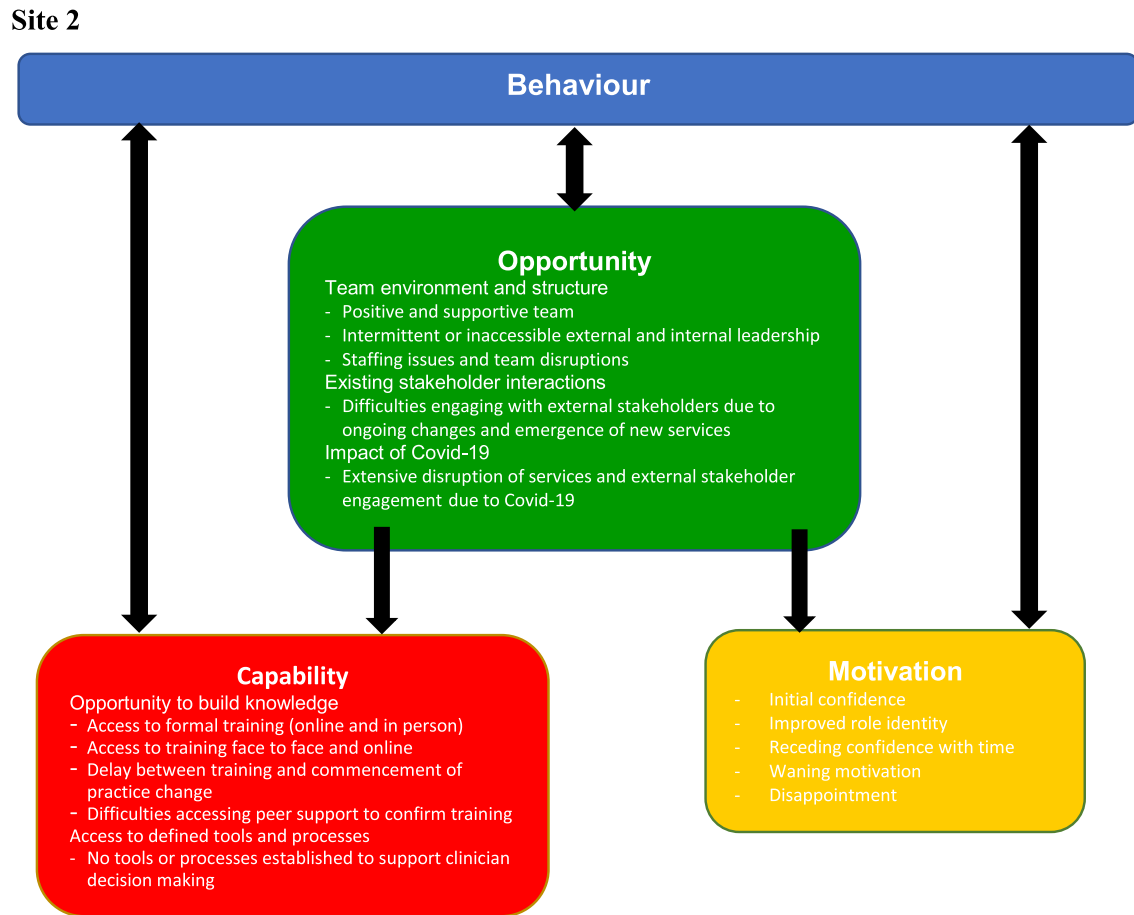 Site 2
Behaviour
Opportunity
Team environment and structure
- Positive and supportive team
- Intermittent or inaccessible external and internal leadership
- Staffing issues and team disruptions
Existing stakeholder interactions
- Difficulties engaging with external stakeholders due to
ongoing changes and emergence of new services
Impact of Covid-19
- Extensive disruption of services and external stakeholder
engagement due to Covid-19
Capability
Opportunity to build knowledge
- Access to formal training (online and in person)
- Access to training face to face and online
- Delay between training and commencement of
practice change
- Difficulties accessing peer support to confirm training
Access to defined tools and processes
- No tools or processes established to support clinician
decision making
Motivation
- Initial confidence
- Improved role identity
- Receding confidence with time
- Waning motivation
- Disappointment